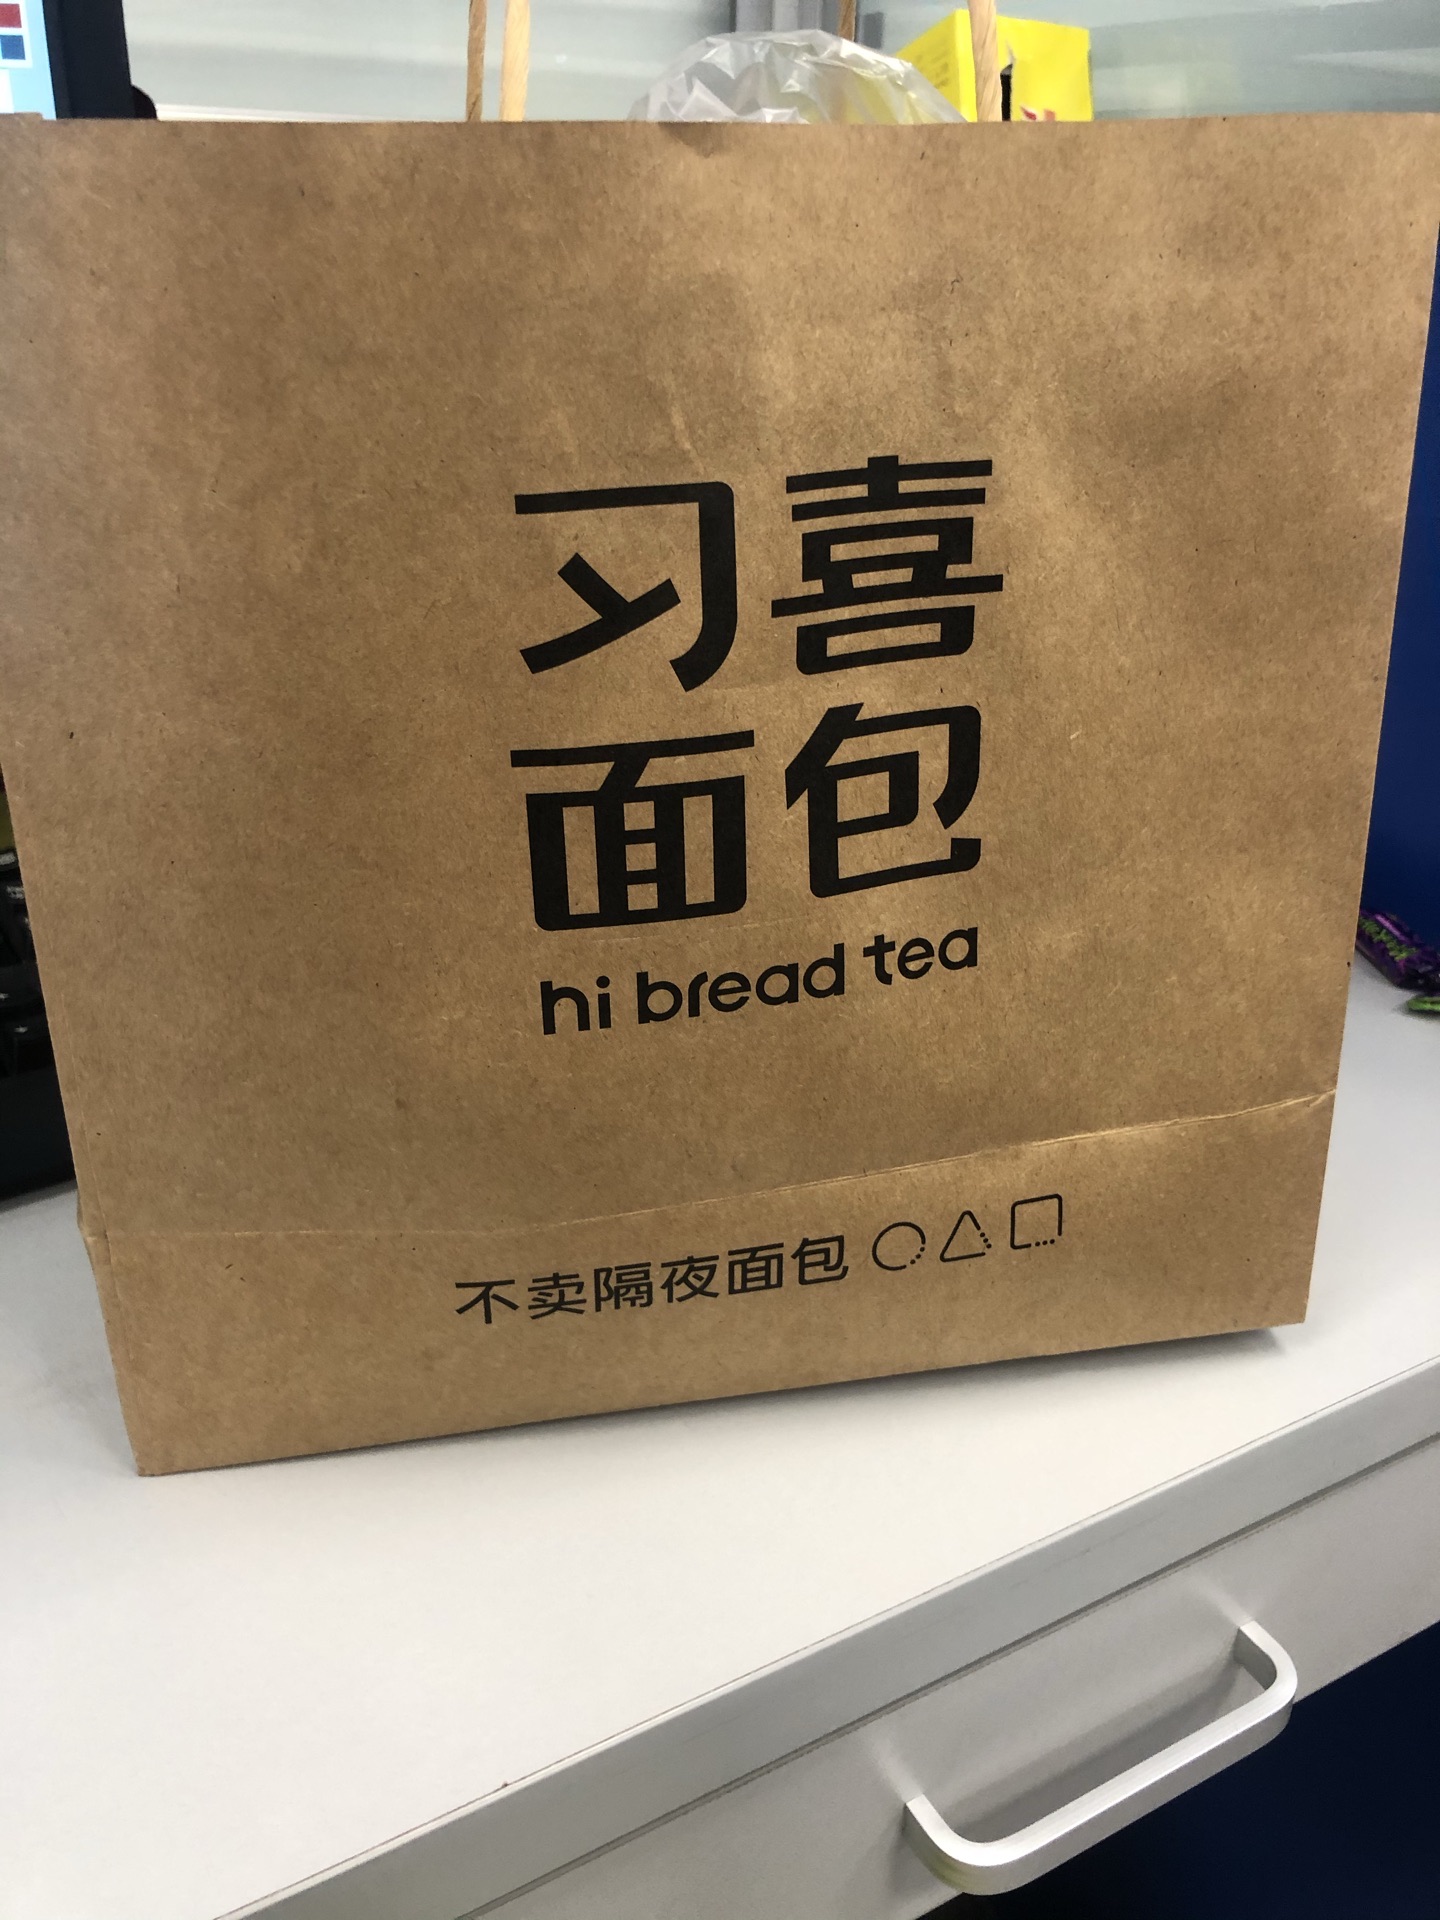 习喜
面包
hi bread tea
不卖隔夜面包